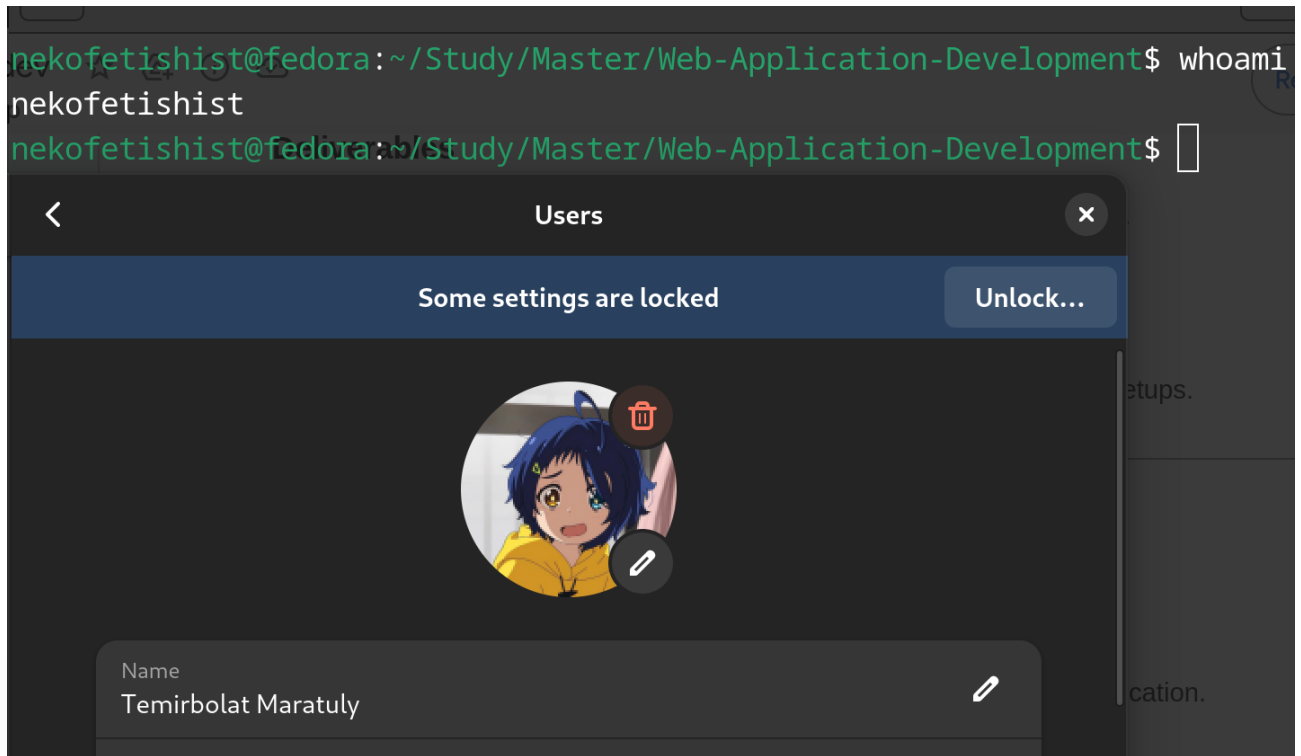 nekofetishist@fedora:~/Study/Master/Web-Application-Development$ whoami
nekofetishist
nekofetishist@fedora:~/Study/Master/Web-Application-Development$
Deliverables
Users
Some settings are locked
Unlock...
etups.
Name
Temirbolat Maratuly
cation.